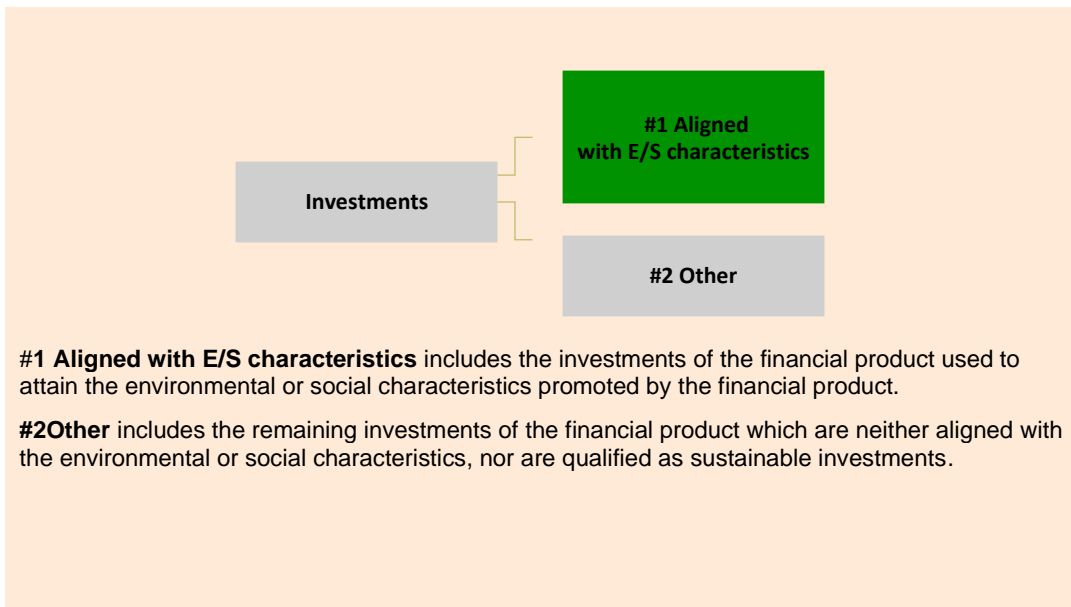 #1 Aligned
with E/S characteristics
Investments
#2 Other
#1 Aligned with E/S characteristics includes the investments of the financial product used to
attain the environmental or social characteristics promoted by the financial product.
#2Other includes the remaining investments of the financial product which are neither aligned with
the environmental or social characteristics, nor are qualified as sustainable investments.